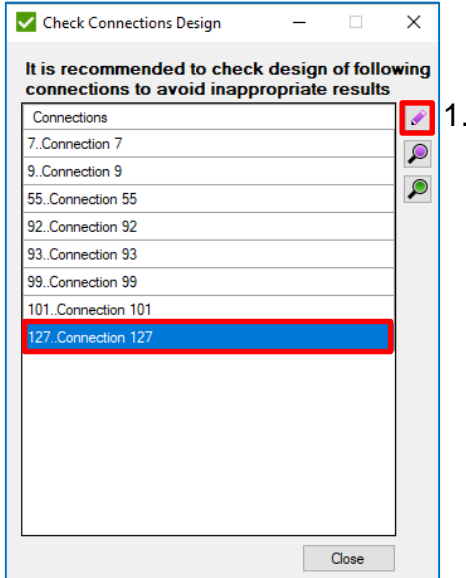 Check Connections Design
It is recommended to check design of following
connections to avoid inappropriate results
Connections
1.
7..Connection 7
9..Connection 9
55..Connection 55
92..Connection 92
93..Connection 93
99..Connection 99
101..Connection 101
127..Connection 127
Close